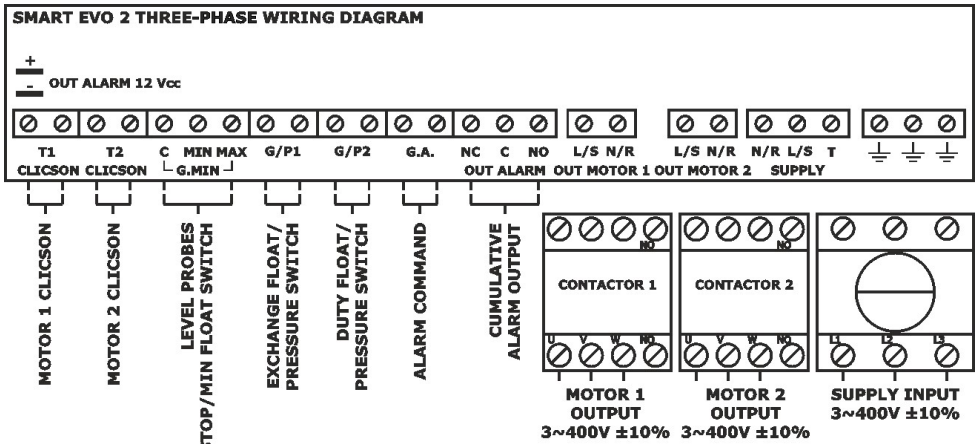 SMART EVO 2 THREE-PHASE WIRING DIAGRAM
+
- OUT ALARM 12 Vcc
T1 T2 C MIN MAX G/P1 G/P2 G.A. NC C NO L/S N/R L/S N/R N/R L/S T
CLICSON CLICSON G.MIN OUT ALARM OUT MOTOR 1 OUT MOTOR 2 SUPPLY
MOTOR 1 CLICSON
MOTOR 2 CLICSON
LEVEL PROBES
STOP/MIN FLOAT SWITCH
EXCHANGE FLOAT/
PRESSURE SWITCH
DUTY FLOAT/
PRESSURE SWITCH
ALARM COMMAND
CUMULATIVE
ALARM OUTPUT
NO
CONTACTOR 1
U V W NO
MOTOR 1
OUTPUT
3~400V ±10%
NO
CONTACTOR 2
U V W NO
MOTOR 2
OUTPUT
3~400V ±10%
L1 L2 L3
SUPPLY INPUT
3~400V ±10%